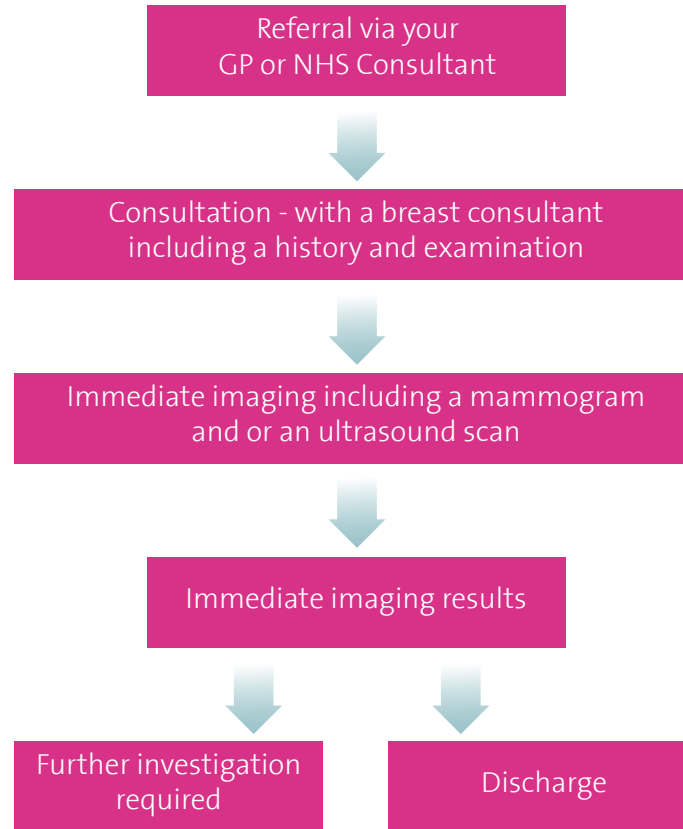 Referral via your
GP or NHS Consultant
Consultation - with a breast consultant
including a history and examination
Immediate imaging including a mammogram
and or an ultrasound scan
Immediate imaging results
Further investigation
required
Discharge